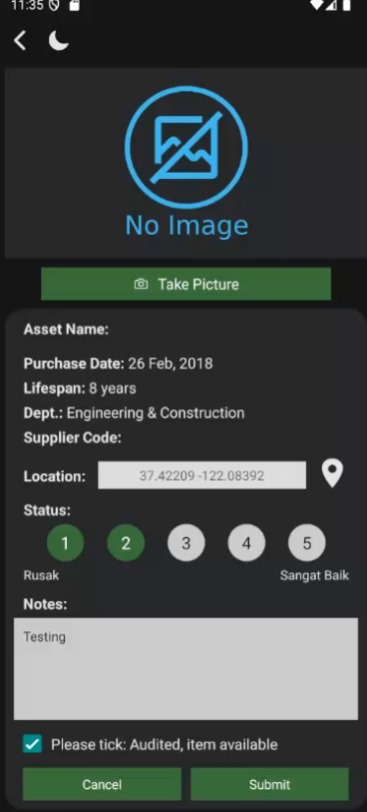 11:35
No Image
Take Picture
Asset Name:
Purchase Date: 26 Feb, 2018
Lifespan: 8 years
Dept.: Engineering & Construction
Supplier Code:
Location: 37.42209 -122.08392
Status:
1 2 3 4 5
Rusak Sangat Baik
Notes:
Testing
Please tick: Audited, item available
Cancel Submit